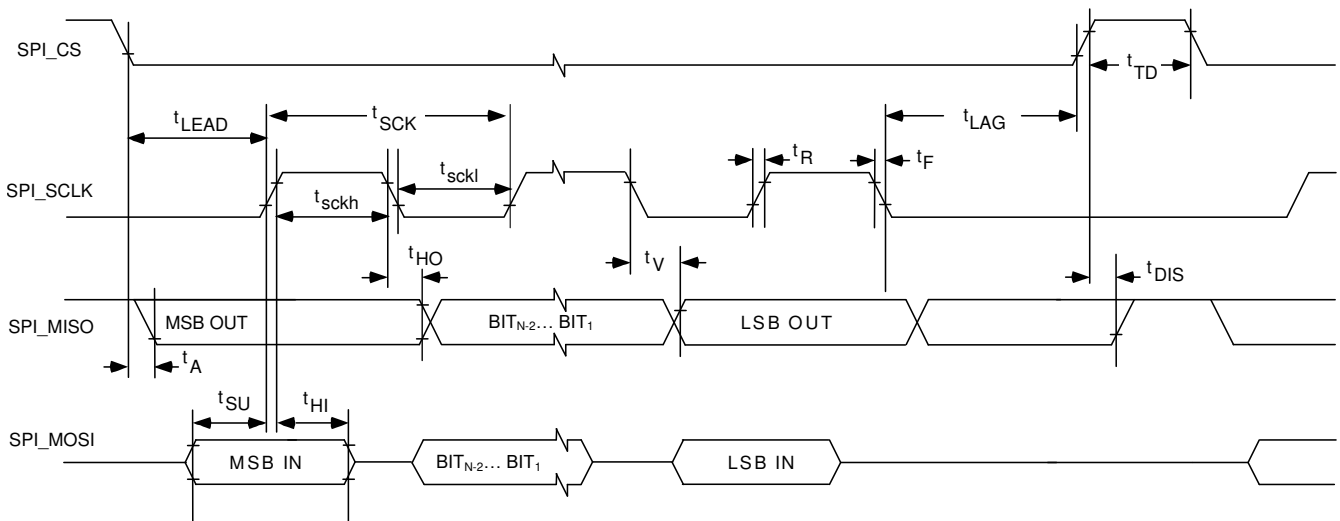 SPI_CS
tTD
tLEAD
tSCK
tLAG
SPI_SCLK
tsckh
tsckl
tR
tF
tHO
tV
tDIS
SPI_MISO
MSB OUT
BITN-2... BIT1
LSB OUT
tA
tSU
tHI
SPI_MOSI
MSB IN
BITN-2... BIT1
LSB IN